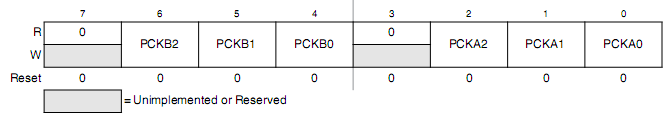 7 6 5 4 3 2 1 0
R 0 PCKB2 PCKB1 PCKB0 0 PCKA2 PCKA1 PCKA0
W
Reset 0 0 0 0 0 0 0 0
= Unimplemented or Reserved